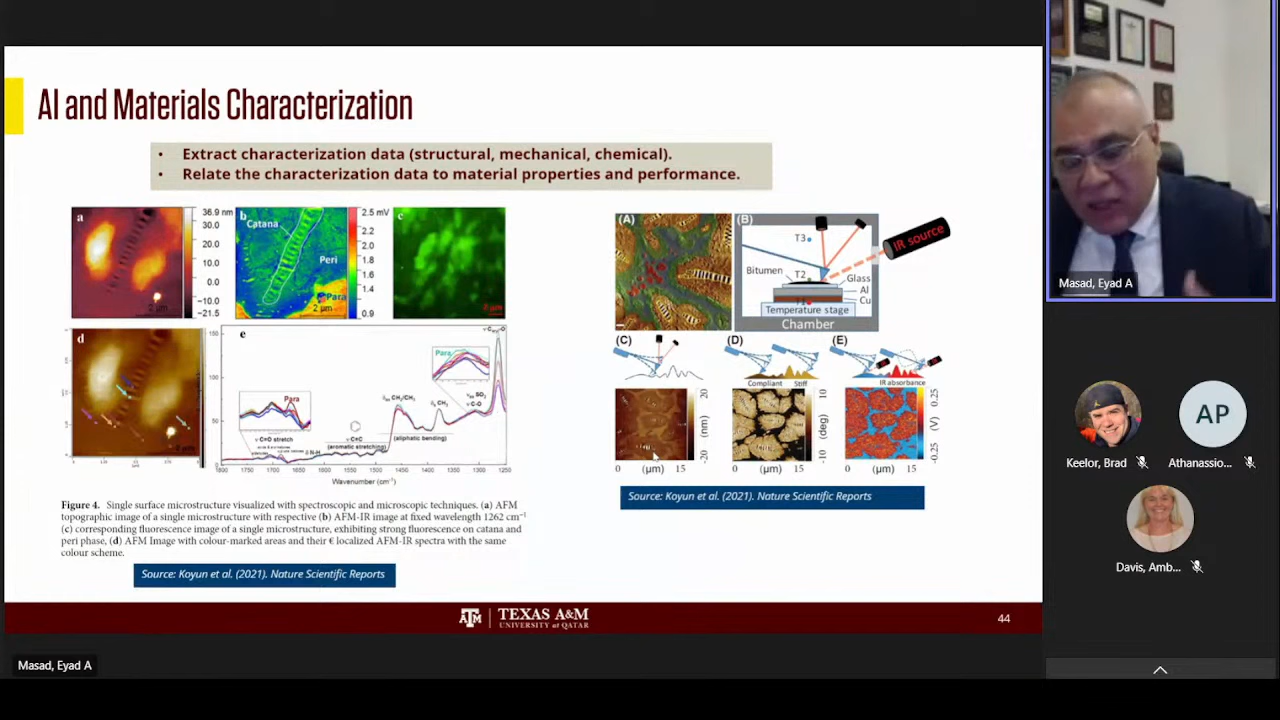 AI and Materials Characterization
• Extract characterization data (structural, mechanical, chemical).
• Relate the characterization data to material properties and performance.
a
36.9 nm
30.0
20.0
10.0
0.0
-10.0
-21.5
2 µm
b
Catana
Peri
Para
2 µm
2.5 mV
2.2
2.0
1.8
1.6
1.4
0.9
c
d
e
Para
Para
ν C=O stretch
ν C=C
(aromatic stretching)
δ N-H
(aliphatic bending)
1800
1750
1700
1650
1600
1550
1500
1450
1400
1350
1300
1250
Wavenumber (cm⁻¹)
Figure 4. Single surface microstructure visualized with spectroscopic and microscopic techniques. (a) AFM
topographic image of a single microstructure with respective (b) AFM-IR image at fixed wavelength 1262 cm⁻¹
(c) corresponding fluorescence image of a single microstructure, exhibiting strong fluorescence on catana and
peri phase, (d) AFM Image with colour-marked areas and their € localized AFM-IR spectra with the same
colour scheme.
Source: Koyun et al. (2021). Nature Scientific Reports
(A)
(B)
T3
IR source
Bitumen
T2
Glass
Al
Cu
Temperature stage
Chamber
(C)
(D)
(E)
Compliant
Stiff
IR absorbance
20
(nm)
-20
10
(deg)
-10
0.25
(V)
-0.25
0 (µm) 15
0 (µm) 15
0 (µm) 15
Source: Koyun et al. (2021). Nature Scientific Reports
ATM
TEXAS A&M
UNIVERSITY at QATAR
44
Masad, Eyad A
Masad, Eyad A
Keelor, Brad
AP
Athanassio...
Davis, Amb...